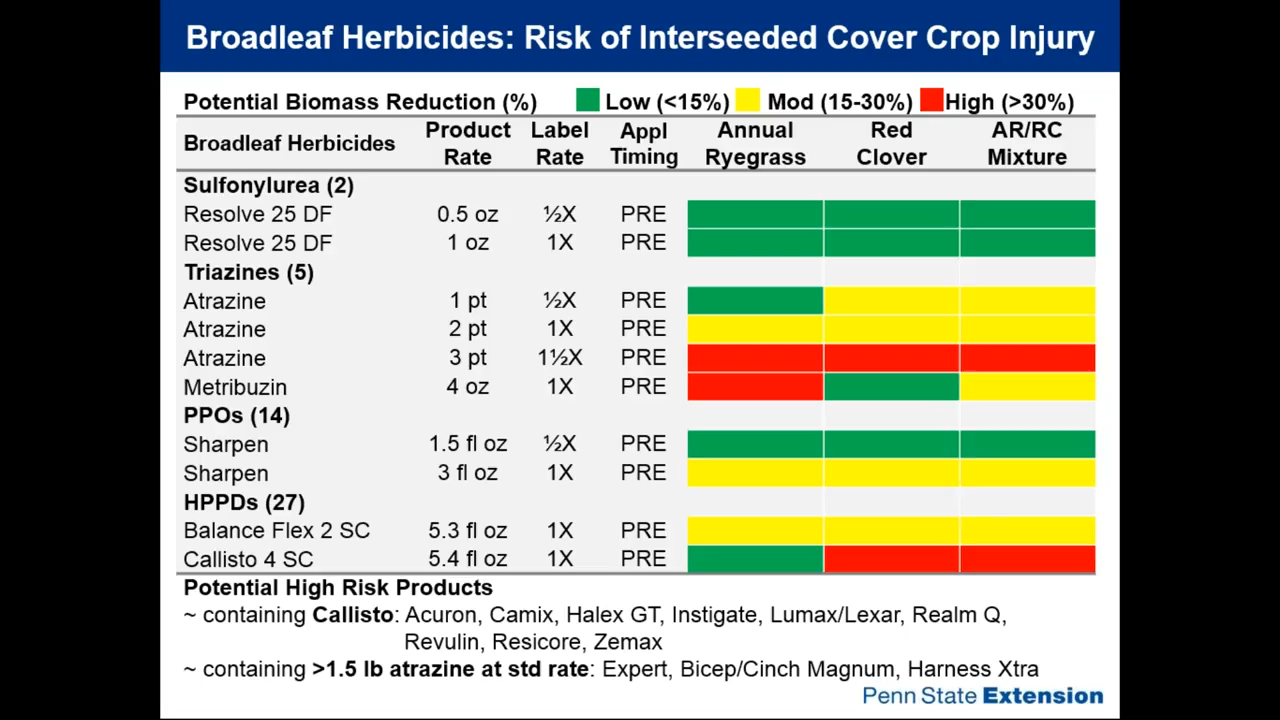 Broadleaf Herbicides: Risk of Interseeded Cover Crop Injury
Potential Biomass Reduction (%) Low (<15%) Mod (15-30%) High (>30%)
Broadleaf Herbicides Product Rate Label Rate Appl Timing Annual Ryegrass Red Clover AR/RC Mixture
Sulfonylurea (2)
Resolve 25 DF 0.5 oz ½X PRE
Resolve 25 DF 1 oz 1X PRE
Triazines (5)
Atrazine 1 pt ½X PRE
Atrazine 2 pt 1X PRE
Atrazine 3 pt 1½X PRE
Metribuzin 4 oz 1X PRE
PPOs (14)
Sharpen 1.5 fl oz ½X PRE
Sharpen 3 fl oz 1X PRE
HPPDs (27)
Balance Flex 2 SC 5.3 fl oz 1X PRE
Callisto 4 SC 5.4 fl oz 1X PRE
Potential High Risk Products
~ containing Callisto: Acuron, Camix, Halex GT, Instigate, Lumax/Lexar, Realm Q,
Revulin, Resicore, Zemax
~ containing >1.5 lb atrazine at std rate: Expert, Bicep/Cinch Magnum, Harness Xtra
Penn State Extension